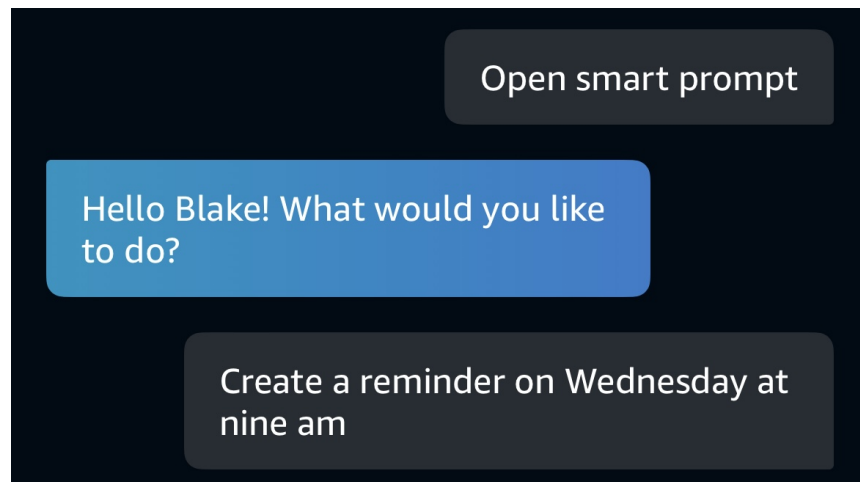 Open smart prompt
Hello Blake! What would you like
to do?
Create a reminder on Wednesday at
nine am